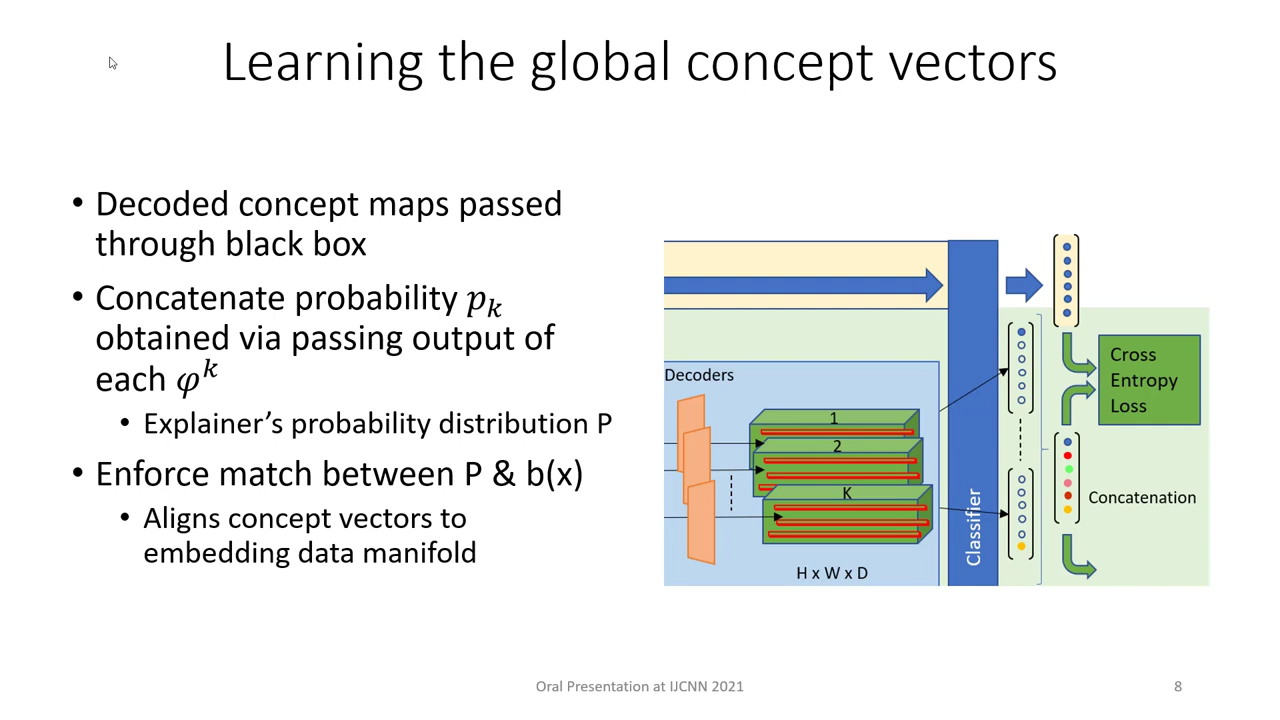 Learning the global concept vectors
• Decoded concept maps passed
through black box
• Concatenate probability 𝑝ₖ
obtained via passing output of
each 𝜑ᵏ
• Explainer’s probability distribution P
• Enforce match between P & b(x)
• Aligns concept vectors to
embedding data manifold
Decoders
1
2
K
H x W x D
Classifier
Cross
Entropy
Loss
Concatenation
Oral Presentation at IJCNN 2021
8